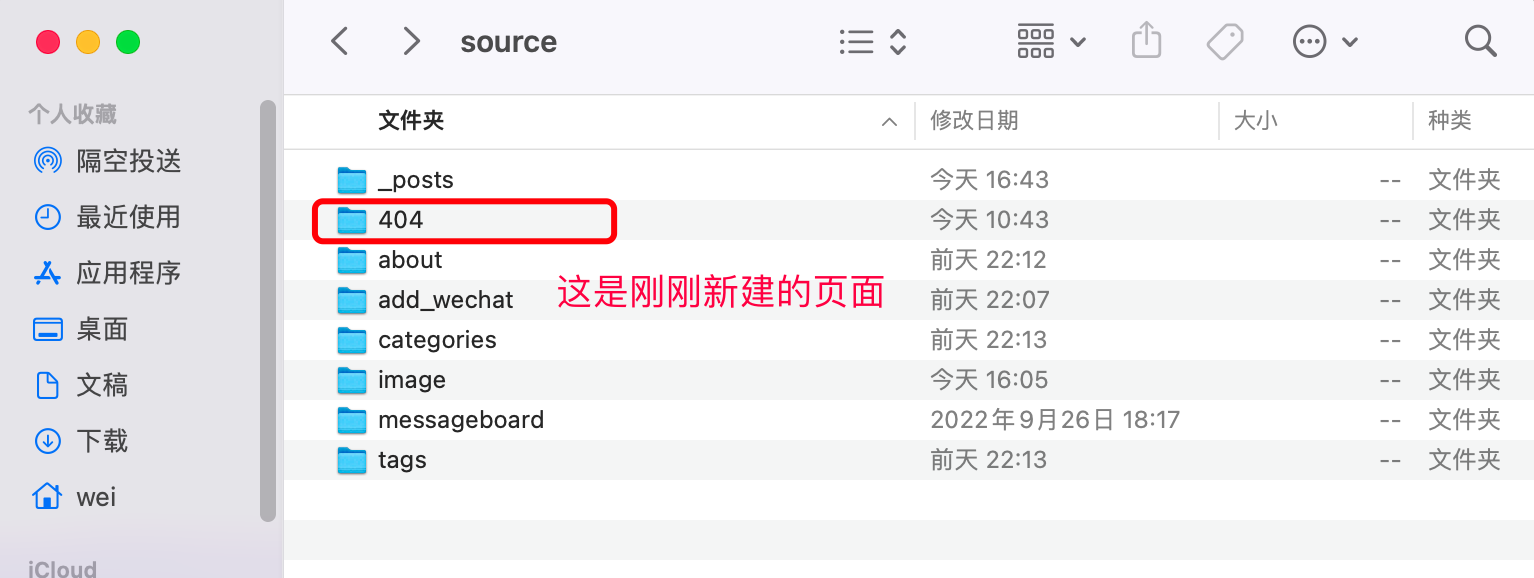 source
个人收藏
隔空投送
最近使用
应用程序
桌面
文稿
下载
wei
iCloud
文件夹 修改日期 大小 种类
_posts 今天 16:43 -- 文件夹
404 今天 10:43 -- 文件夹
about 前天 22:12 -- 文件夹
这是刚刚新建的页面
add_wechat 前天 22:07 -- 文件夹
categories 前天 22:13 -- 文件夹
image 今天 16:05 -- 文件夹
messageboard 2022年9月26日 18:17 -- 文件夹
tags 前天 22:13 -- 文件夹